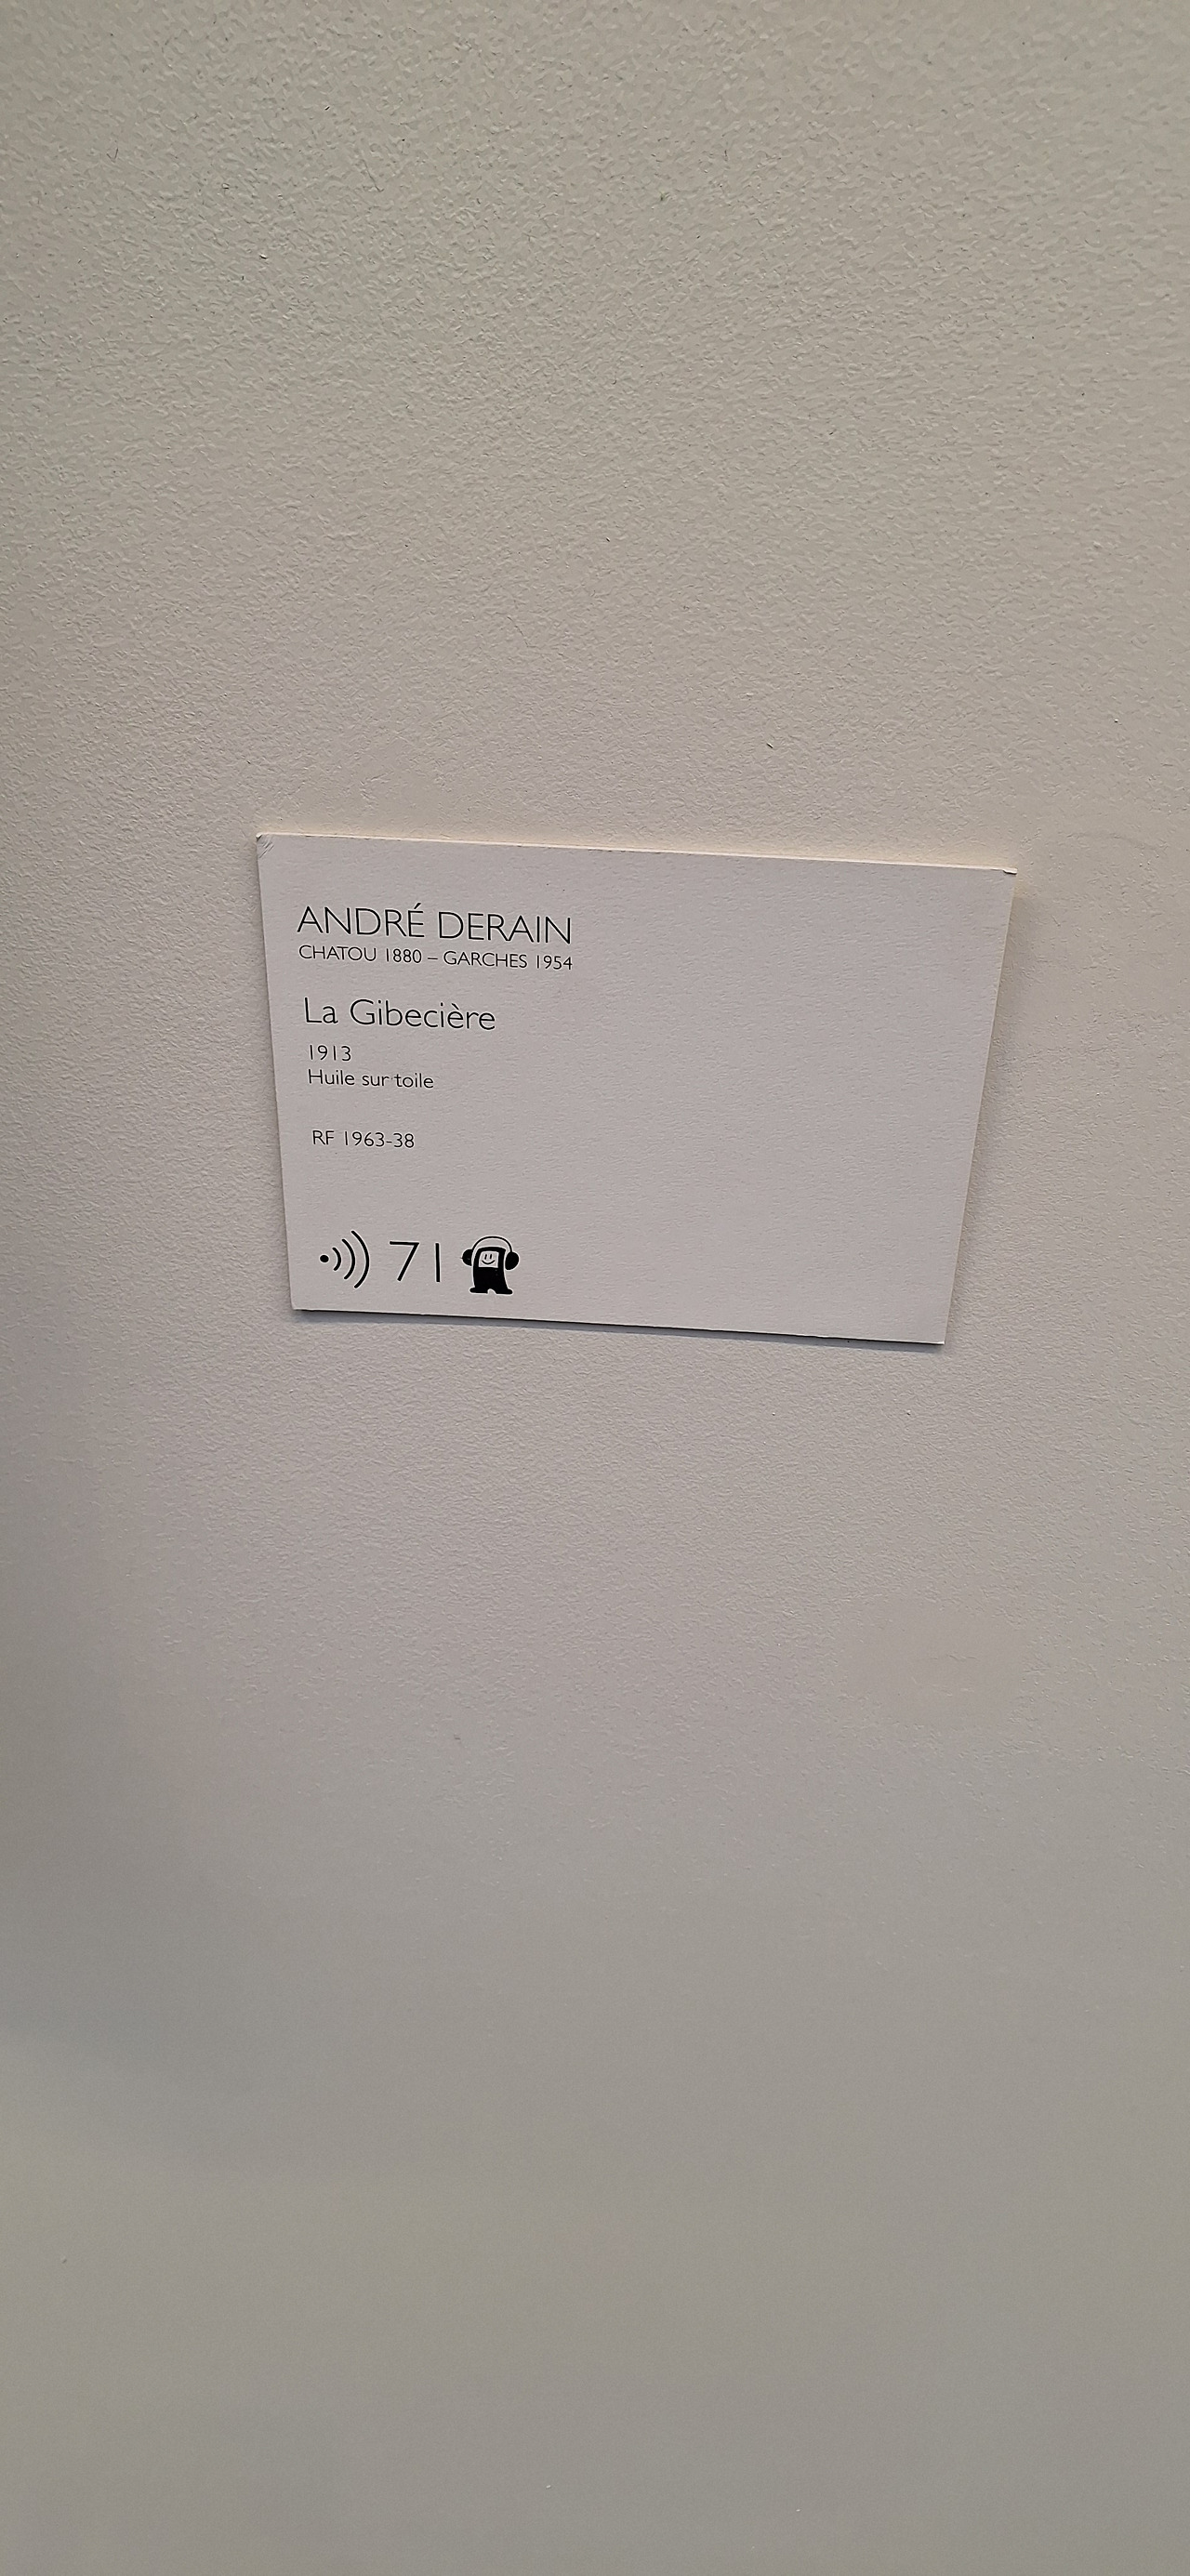 ANDRÉ DERAIN
CHATOU 1880 – GARCHES 1954
La Gibecière
1913
Huile sur toile
RF 1963-38
71